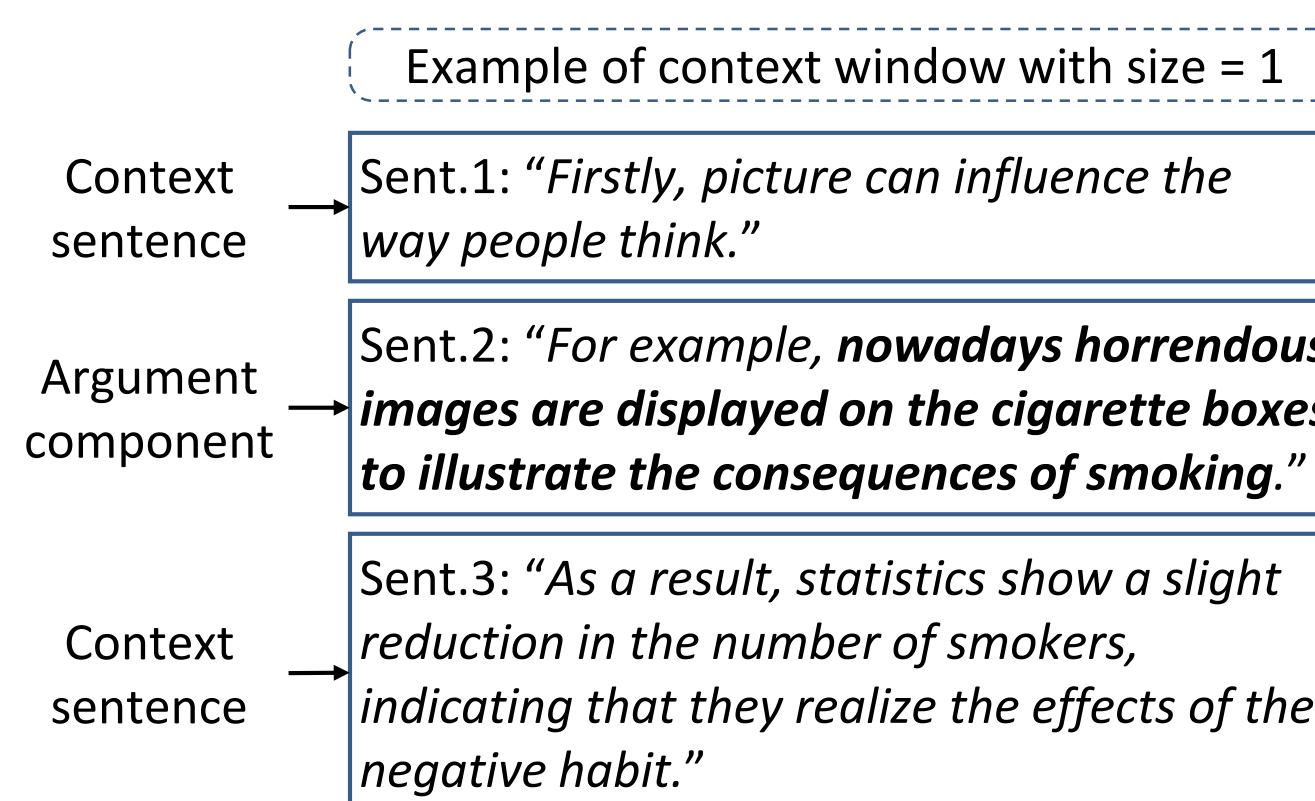 Example of context window with size = 1
Context
sentence
Sent.1: “Firstly, picture can influence the
way people think.”
Argument
component
Sent.2: “For example, nowadays horrendous
images are displayed on the cigarette boxes
to illustrate the consequences of smoking.”
Context
sentence
Sent.3: “As a result, statistics show a slight
reduction in the number of smokers,
indicating that they realize the effects of the
negative habit.”